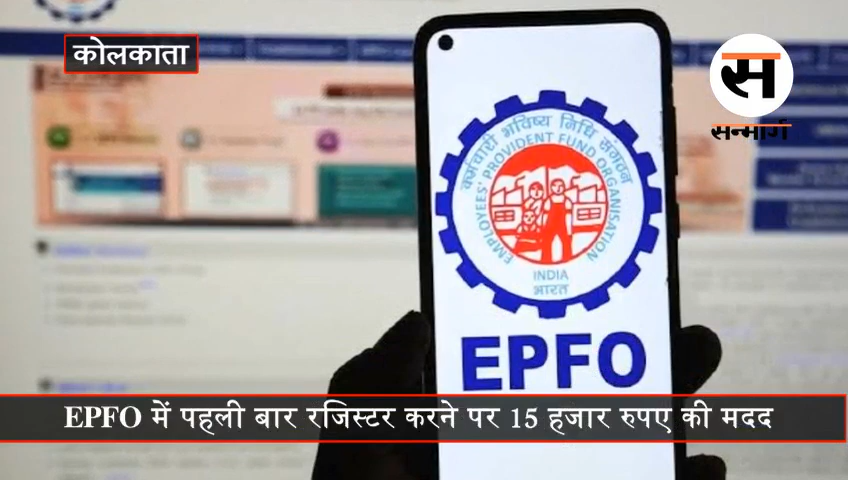 कोलकाता
स
सन्मार्ग
कर्मचारी भविष्य निधि संगठन
EMPLOYEES' PROVIDENT FUND ORGANISATION
INDIA
भारत
EPFO
EPFO में पहली बार रजिस्टर करने पर 15 हजार रुपए की मदद